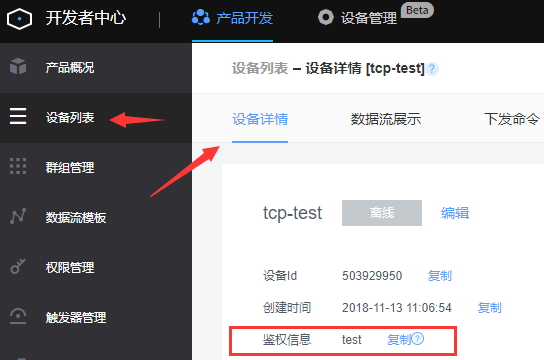 开发者中心 产品开发 设备管理 Beta
产品概况
设备列表 – 设备详情 [tcp-test] ?
设备列表
设备详情 数据流展示 下发命令
群组管理
数据流模板
tcp-test 离线 编辑
权限管理
设备Id 503929950 复制
触发器管理
创建时间 2018-11-13 11:06:54 复制
鉴权信息 test 复制 ?